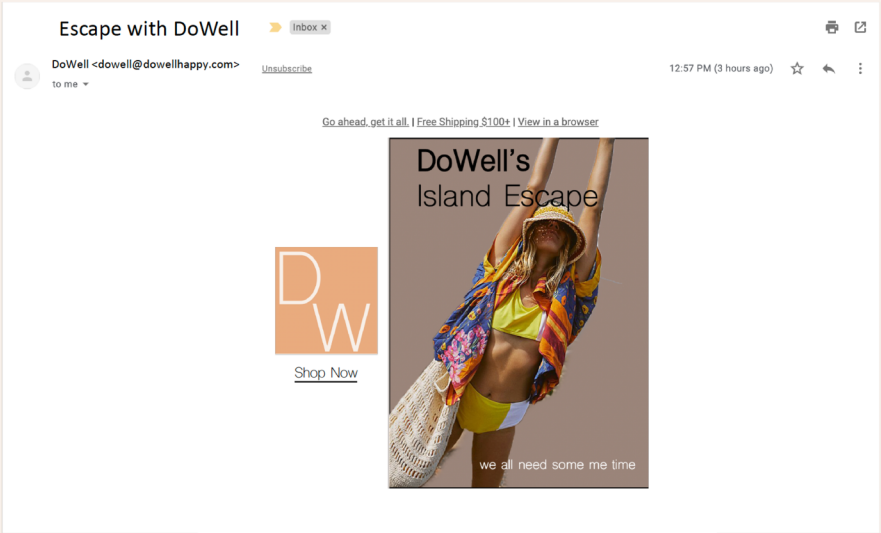 Escape with DoWell
Inbox ×
DoWell <dowell@dowellhappy.com>
Unsubscribe
12:57 PM (3 hours ago)
to me
Go ahead, get it all. | Free Shipping $100+ | View in a browser
DoWell's
Island Escape
D
W
Shop Now
we all need some me time